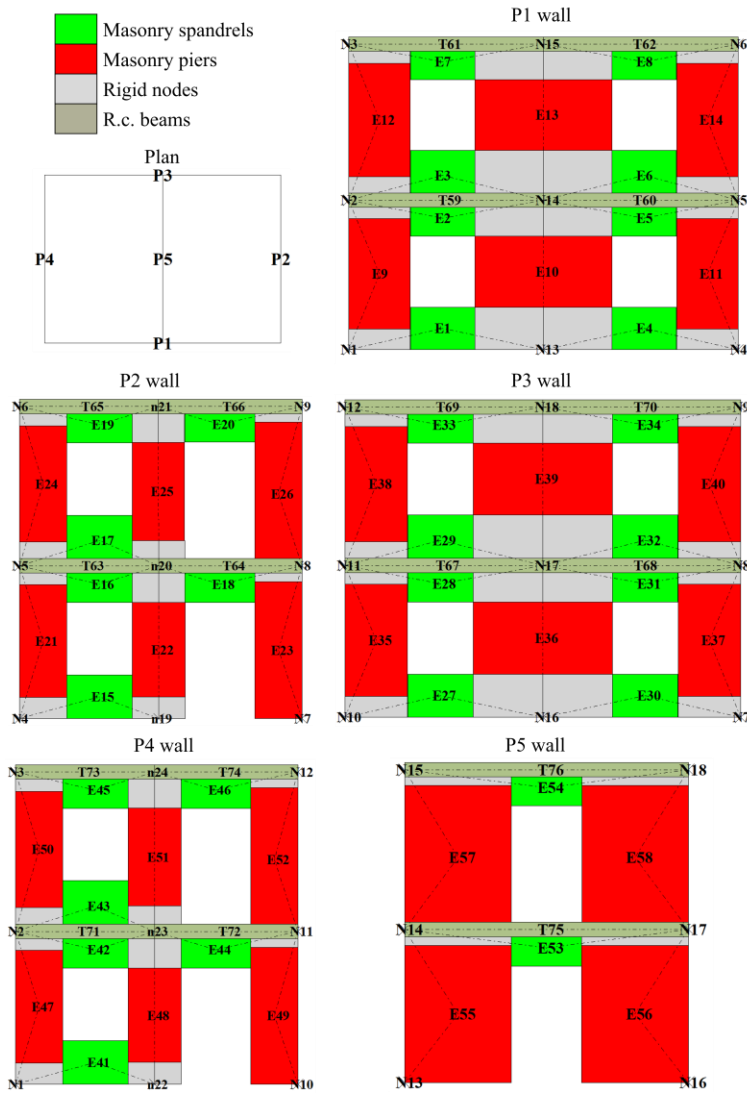 Masonry spandrels
Masonry piers
Rigid nodes
R.c. beams
Plan
P3
P4 P5 P2
P1
P1 wall
N3 T61 N15 T62 N6
E7 E8
E12 E13 E14
E3 E6
N2 T59 N14 T60 N5
E2 E5
E9 E10 E11
E1 E4
N1 N13 N4
P2 wall
N6 T65 n21 T66 N9
E19 E20
E24 E25 E26
E17
N5 T63 n20 T64 N8
E16 E18
E21 E22 E23
E15
N4 n19 N7
P3 wall
N12 T69 N18 T70 N9
E33 E34
E38 E39 E40
E29 E32
N11 T67 N17 T68 N8
E28 E31
E35 E36 E37
E27 E30
N10 N16 N7
P4 wall
N3 T73 n24 T74 N12
E45 E46
E50 E51 E52
E43
N2 T71 n23 T72 N11
E42 E44
E47 E48 E49
E41
N1 n22 N10
P5 wall
N15 T76 N18
E54
E57 E58
N14 T75 N17
E53
E55 E56
N13 N16